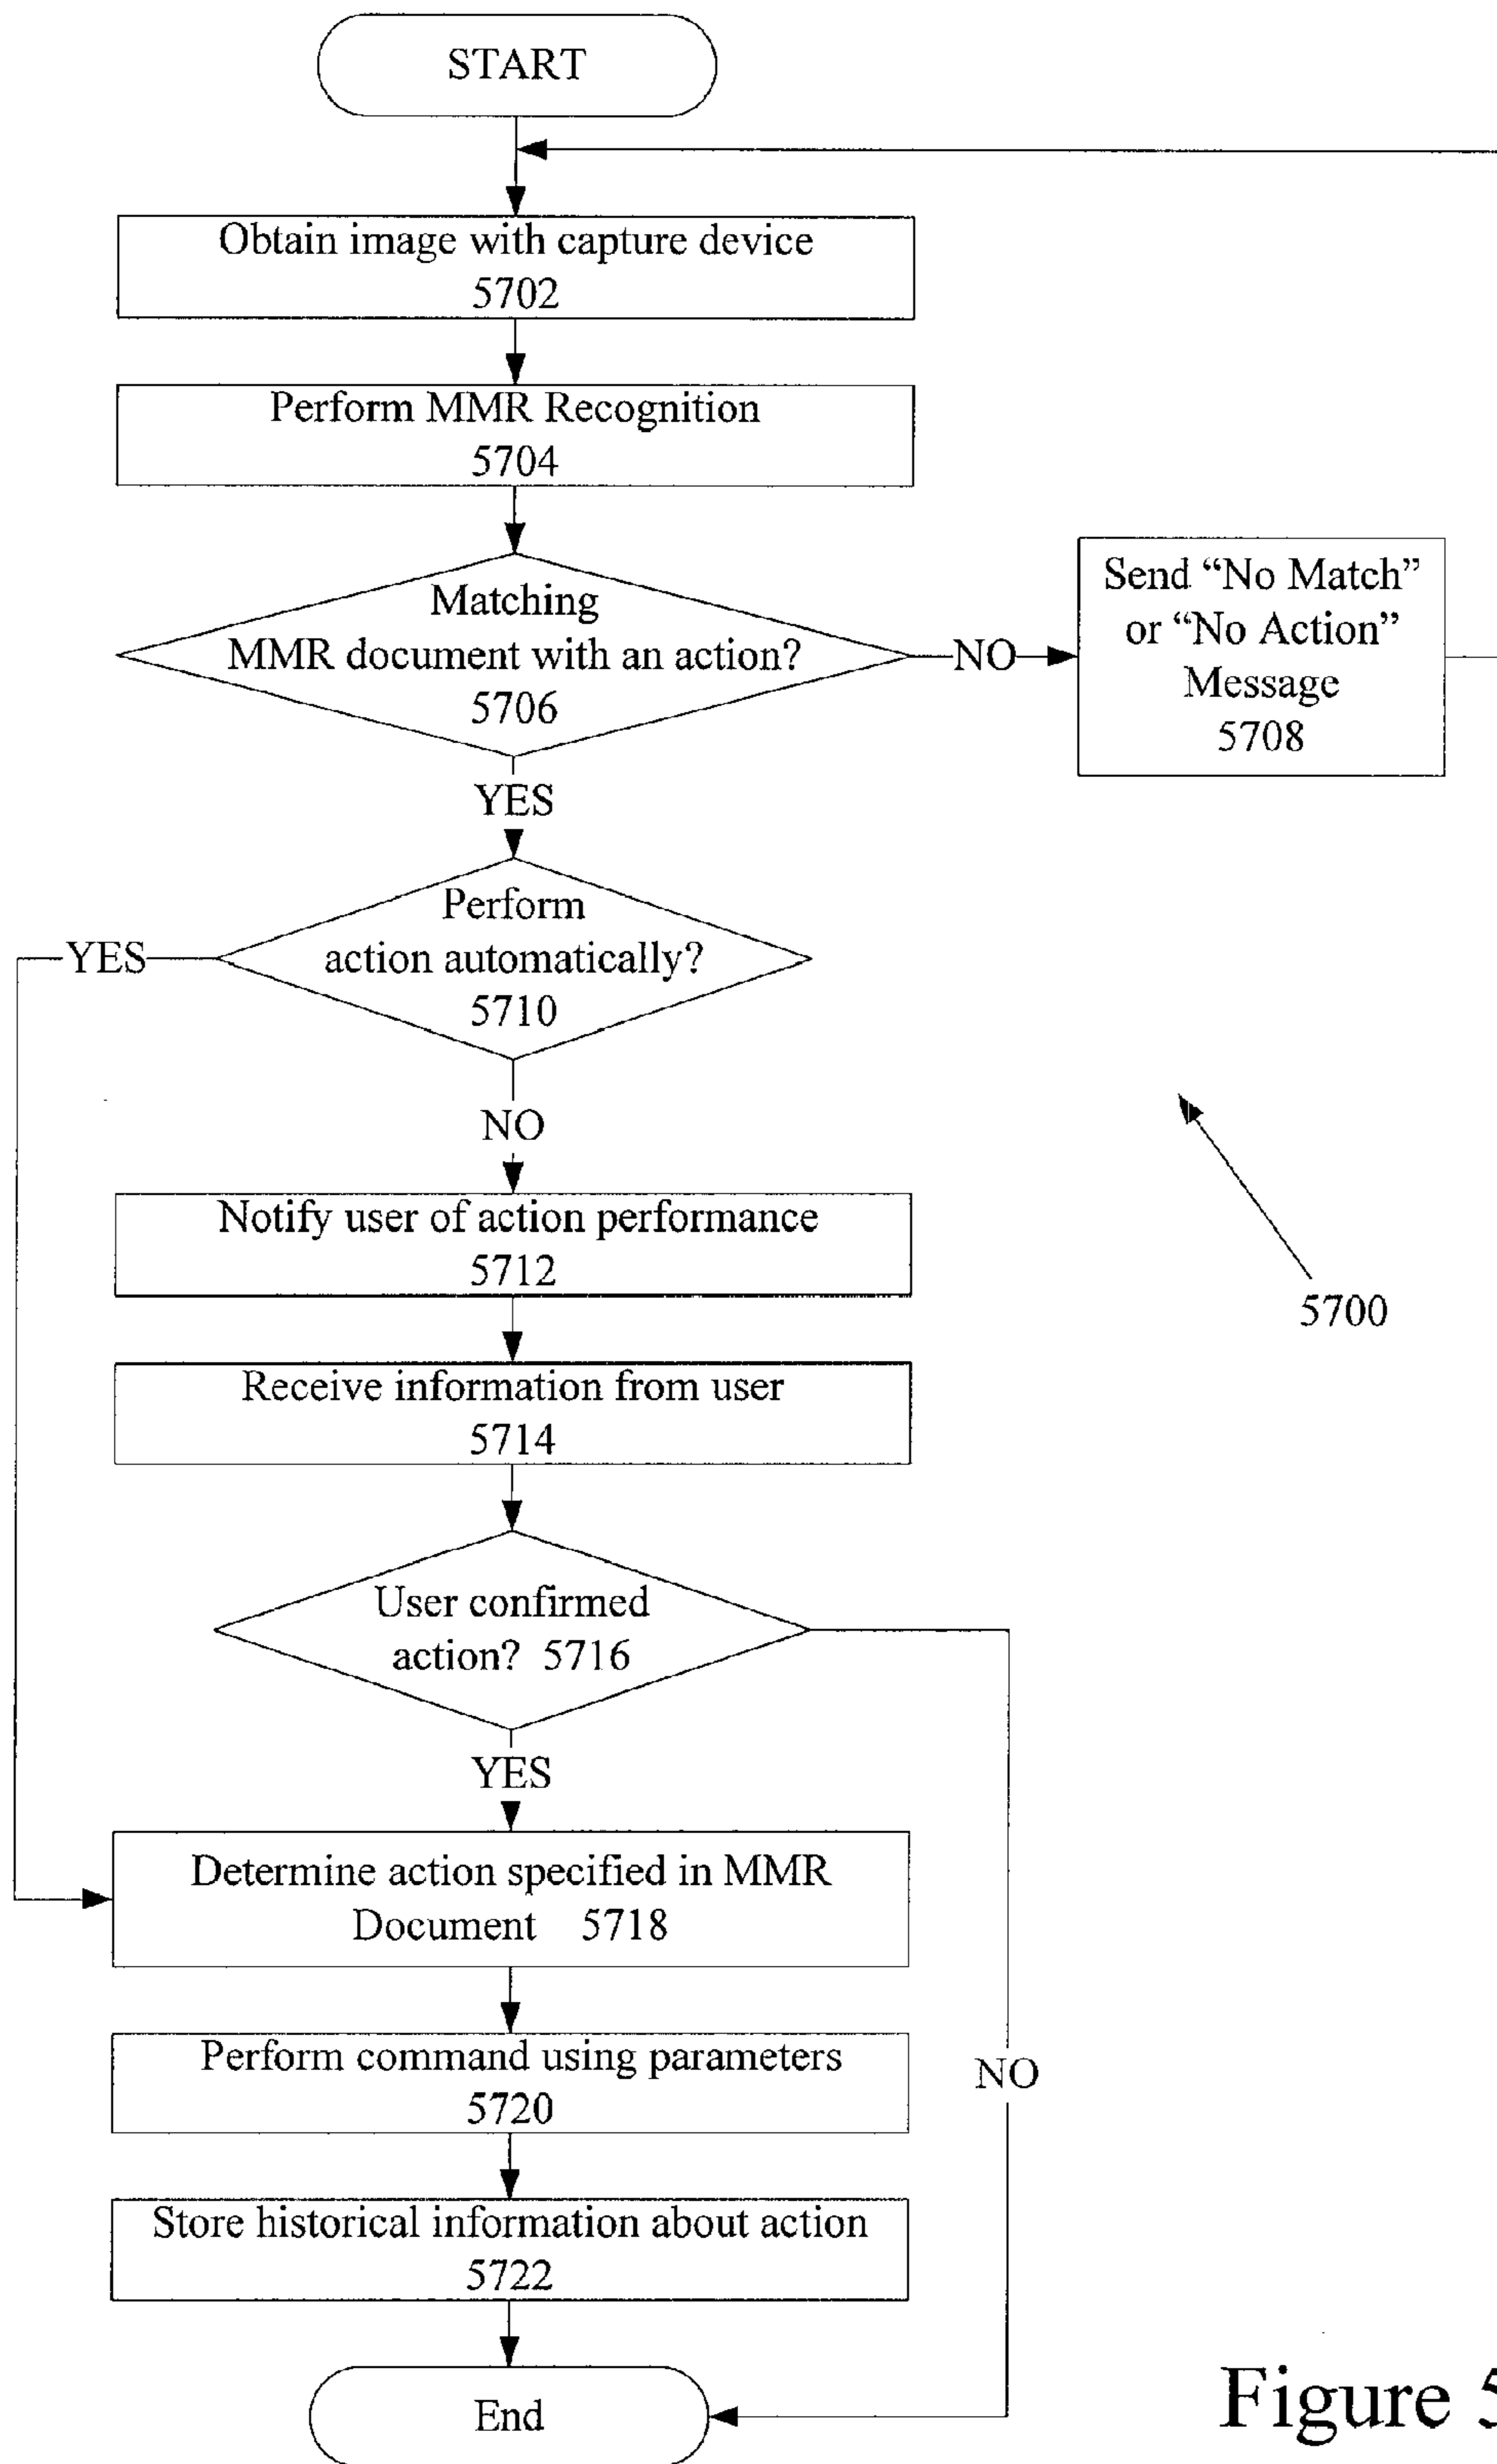 START
Obtain image with capture device
5702
Perform MMR Recognition
5704
Matching
MMR document with an action?
5706
NO
Send “No Match”
or “No Action”
Message
5708
YES
Perform
action automatically?
5710
YES
NO
Notify user of action performance
5712
5700
Receive information from user
5714
User confirmed
action? 5716
YES
Determine action specified in MMR
Document 5718
Perform command using parameters
5720
NO
Store historical information about action
5722
End
Figure